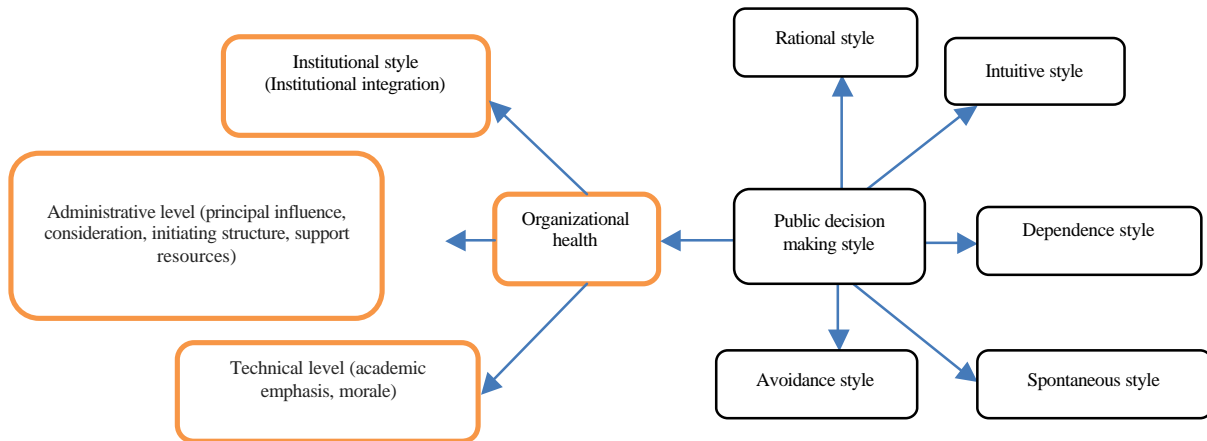 Institutional style
(Institutional integration)
Administrative level (principal influence,
consideration, initiating structure, support
resources)
Technical level (academic
emphasis, morale)
Organizational
health
Public decision
making style
Rational style
Intuitive style
Dependence style
Spontaneous style
Avoidance style